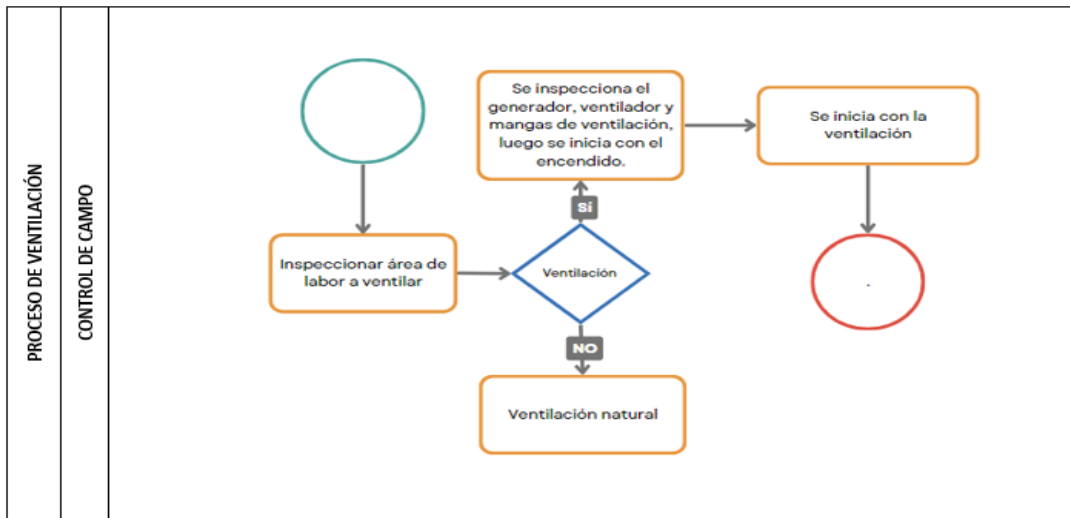 PROCESO DE VENTILACIÓN
CONTROL DE CAMPO
Inspeccionar área de
labor a ventilar
Ventilación
Sí
Se inspecciona el
generador, ventilador y
mangas de ventilación,
luego se inicia con el
encendido.
Se inicia con la
ventilación
.
NO
Ventilación natural